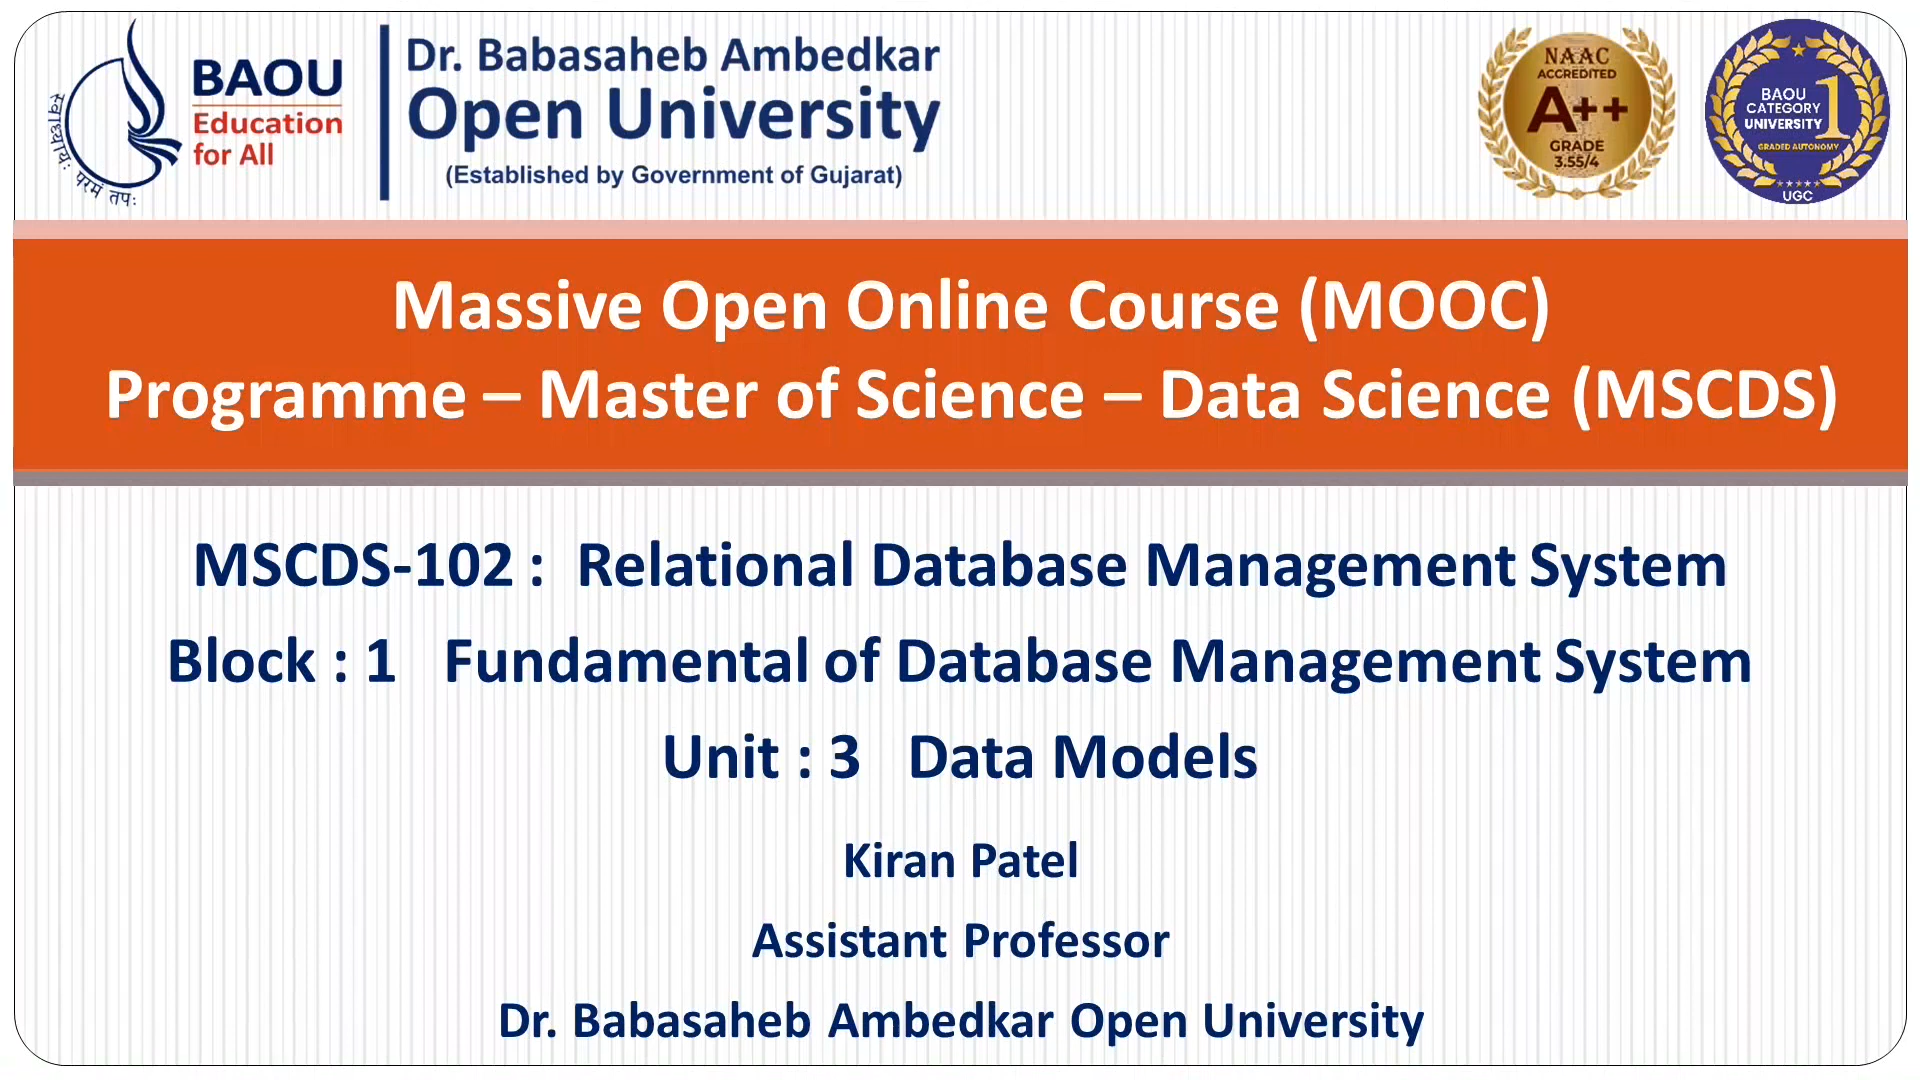 स्वाध्यायः परमं तपः
BAOU
Education
for All
Dr. Babasaheb Ambedkar
Open University
(Established by Government of Gujarat)
NAAC
ACCREDITED
A++
GRADE
3.55/4
BAOU
CATEGORY 1
UNIVERSITY
GRADED AUTONOMY
UGC
Massive Open Online Course (MOOC)
Programme – Master of Science – Data Science (MSCDS)
MSCDS-102 : Relational Database Management System
Block : 1 Fundamental of Database Management System
Unit : 3 Data Models
Kiran Patel
Assistant Professor
Dr. Babasaheb Ambedkar Open University